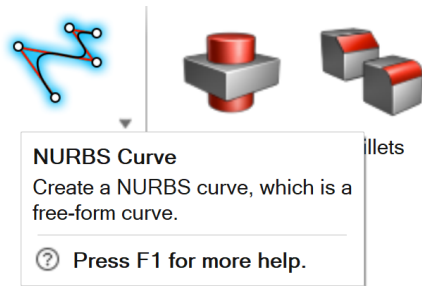 NURBS Curve
illets
Create a NURBS curve, which is a
free-form curve.
Press F1 for more help.